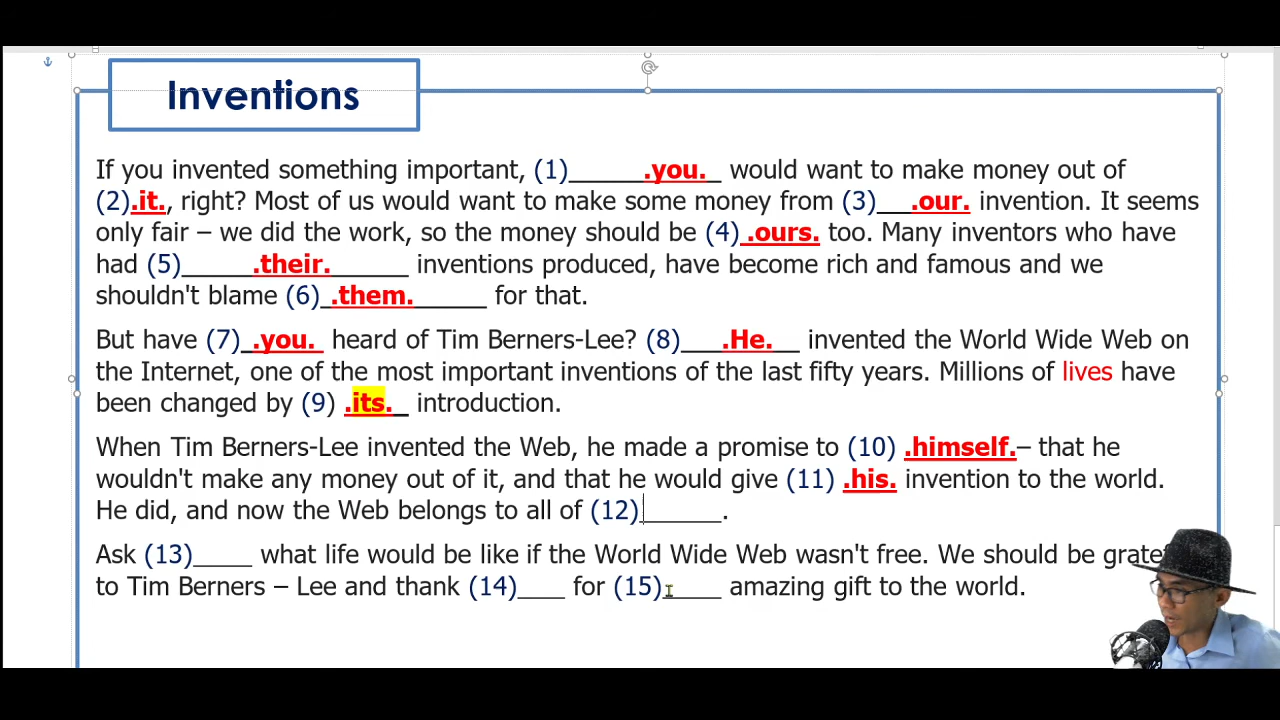 Inventions
If you invented something important, (1)______.you._ would want to make money out of
(2).it., right? Most of us would want to make some money from (3)__.our. invention. It seems
only fair – we did the work, so the money should be (4).ours. too. Many inventors who have
had (5)_____.their.______ inventions produced, have become rich and famous and we
shouldn't blame (6)_.them._____ for that.
But have (7)_.you._ heard of Tim Berners-Lee? (8)___.He.__ invented the World Wide Web on
the Internet, one of the most important inventions of the last fifty years. Millions of lives have
been changed by (9) .its._ introduction.
When Tim Berners-Lee invented the Web, he made a promise to (10) .himself.– that he
wouldn't make any money out of it, and that he would give (11) .his. invention to the world.
He did, and now the Web belongs to all of (12)______.
Ask (13)_____ what life would be like if the World Wide Web wasn't free. We should be
to Tim Berners – Lee and thank (14)____ for (15)_____ amazing gift to the world.